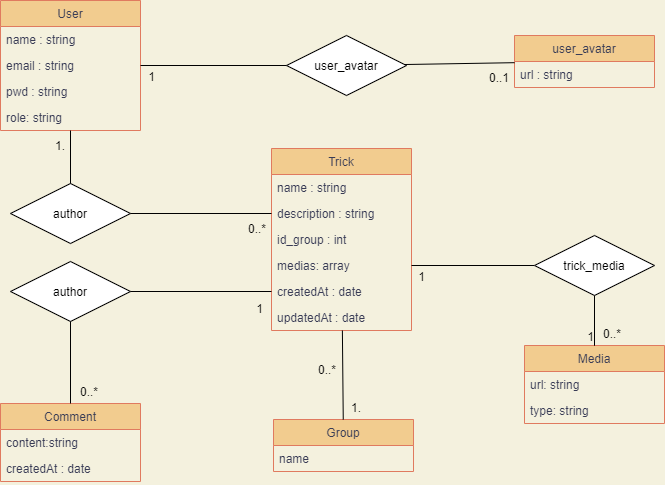 User
name : string
email : string
pwd : string
role: string
1
user_avatar
0..1
user_avatar
url : string
1.
author
0..*
Trick
name : string
description : string
id_group : int
medias: array
createdAt : date
updatedAt : date
author
1
0..*
Comment
content:string
createdAt : date
1
trick_media
1
0..*
Media
url: string
type: string
0..*
1.
Group
name